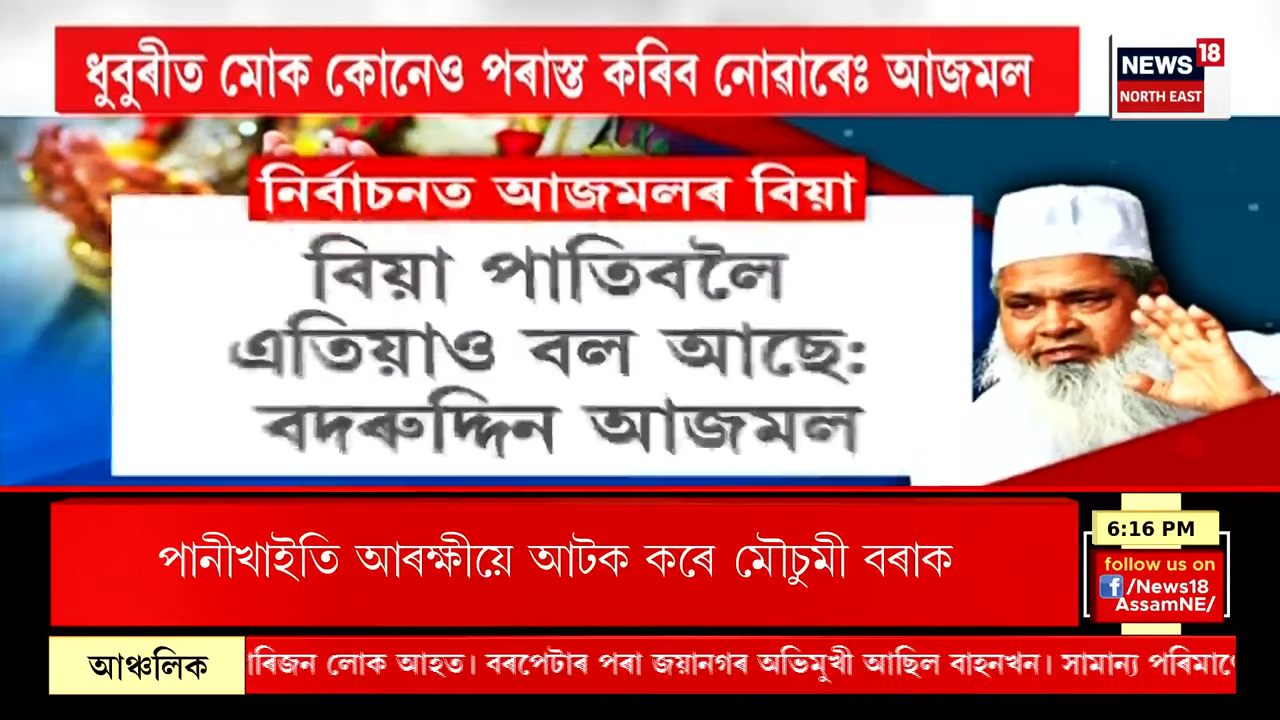 ধুবুৰীত মোক কোনেও পৰাস্ত কৰিব নোৱাৰেঃ আজমল
NEWS 18
NORTH EAST
নিৰ্বাচনত আজমলৰ বিয়া
বিয়া পাতিবলৈ
এতিয়াও বল আছে:
বদৰুদ্দিন আজমল
পানীখাইতি আৰক্ষীয়ে আটক কৰে মৌচুমী বৰাক
6:16 PM
follow us on
f/News18
AssamNE/
আঞ্চলিক
লোক আহত। বৰপেটাৰ পৰা জয়ানগৰ অভিমুখী আছিল বাহনখন। সামান্য